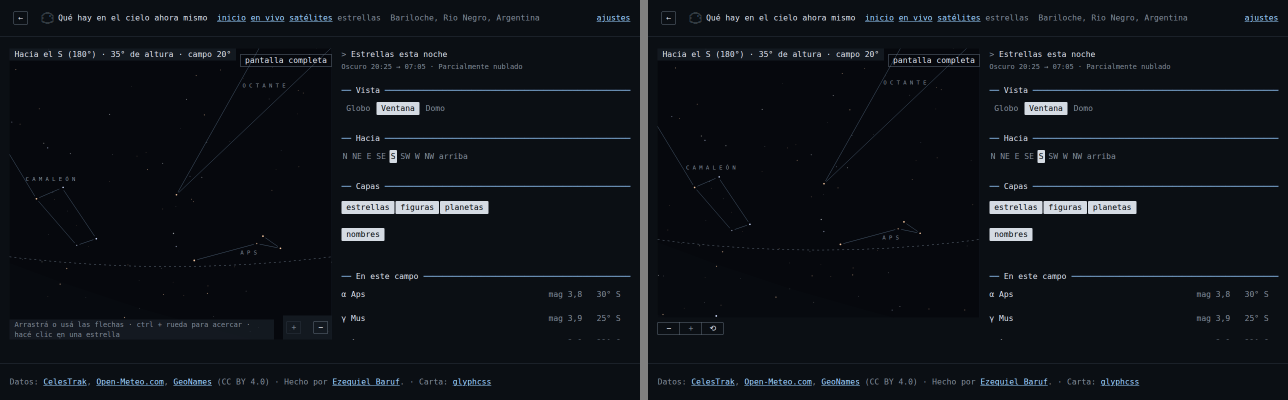 ← Qué hay en el cielo ahora mismo inicio en vivo satélites estrellas Bariloche, Río Negro, Argentina ajustes
Hacia el S (180°) · 35° de altura · campo 20°
pantalla completa
OCTANTE
CAMALEÓN
APS
Arrastrá o usá las flechas · ctrl + rueda para acercar ·
hacé clic en una estrella
+ −
> Estrellas esta noche
Oscuro 20:25 → 07:05 · Parcialmente nublado
Vista
Globo Ventana Domo
Hacia
N NE E SE S SW W NW arriba
Capas
estrellas figuras planetas
nombres
En este campo
α Aps mag 3,8 30° S
γ Mus mag 3,9 25° S
Datos: CelesTrak, Open-Meteo.com, GeoNames (CC BY 4.0) · Hecho por Ezequiel Baruf. · Carta: glyphcss
← Qué hay en el cielo ahora mismo inicio en vivo satélites estrellas Bariloche, Río Negro, Argentina ajustes
Hacia el S (180°) · 35° de altura · campo 20°
pantalla completa
OCTANTE
CAMALEÓN
APS
− + ⟲
> Estrellas esta noche
Oscuro 20:25 → 07:05 · Parcialmente nublado
Vista
Globo Ventana Domo
Hacia
N NE E SE S SW W NW arriba
Capas
estrellas figuras planetas
nombres
En este campo
α Aps mag 3,8 30° S
γ Mus mag 3,9 25° S
Datos: CelesTrak, Open-Meteo.com, GeoNames (CC BY 4.0) · Hecho por Ezequiel Baruf. · Carta: glyphcss